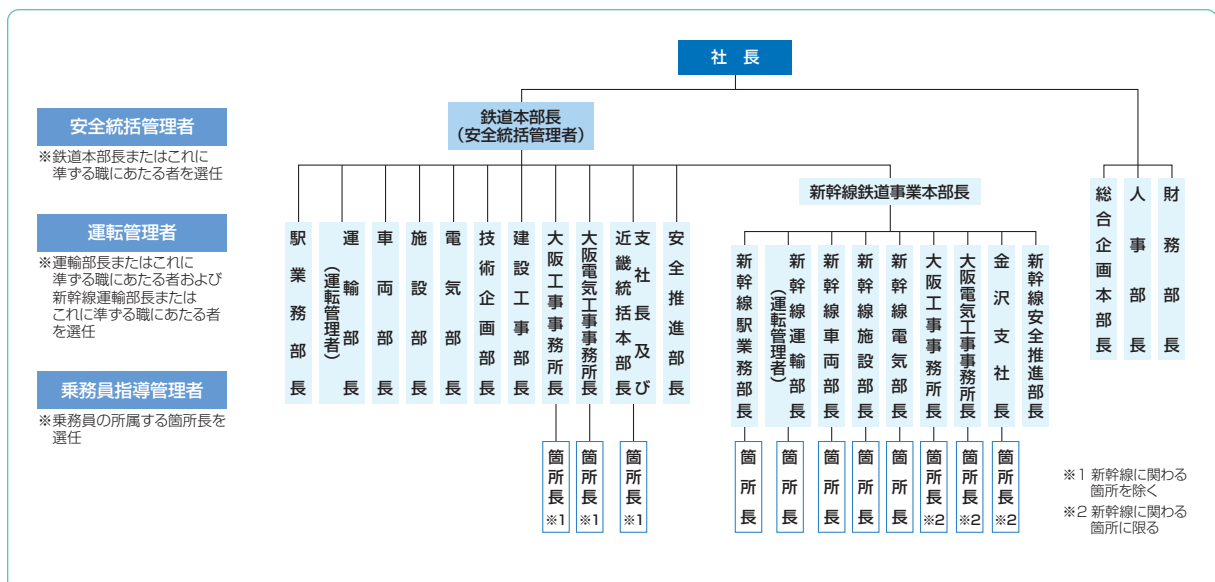 社 長
鉄道本部長
（安全統括管理者）
安全統括管理者
※鉄道本部長またはこれに
準ずる職にあたる者を選任
運転管理者
※運輸部長またはこれに
準ずる職にあたる者および
新幹線運輸部長または
これに準ずる職にあたる者
を選任
乗務員指導管理者
※乗務員の所属する箇所長を
選任
駅業務部長
運輸部長
（運転管理者）
車両部長
施設部長
電気部長
技術企画部長
建設工事部長
大阪工事事務所長
大阪電気工事事務所長
支社長及び
近畿統括本部長
安全推進部長
新幹線鉄道事業本部長
新幹線駅業務部長
新幹線運輸部長
（運転管理者）
新幹線車両部長
新幹線施設部長
新幹線電気部長
大阪工事事務所長
大阪電気工事事務所長
金沢支社長
新幹線安全推進部長
総合企画本部長
人事部長
財務部長
箇所長※1
箇所長※1
箇所長※1
箇所長
箇所長
箇所長
箇所長
箇所長
箇所長※2
箇所長※2
箇所長※2
※1 新幹線に関わる
箇所を除く
※2 新幹線に関わる
箇所に限る